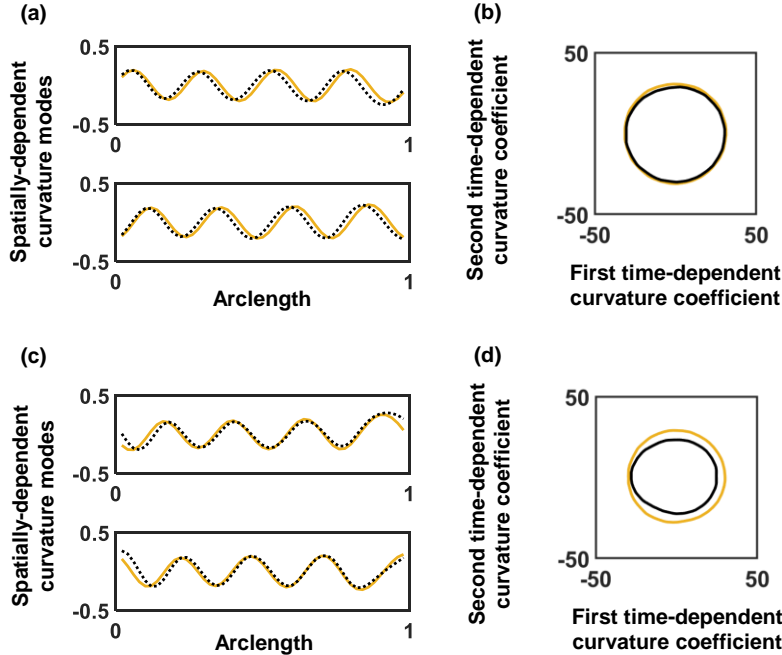 (a)
Spatially-dependent
curvature modes
0.5
-0.5
0
1
0.5
-0.5
0
1
Arclength
(b)
Second time-dependent
curvature coefficient
50
-50
-50
50
First time-dependent
curvature coefficient
(c)
Spatially-dependent
curvature modes
0.5
-0.5
0
1
0.5
-0.5
0
1
Arclength
(d)
Second time-dependent
curvature coefficient
50
-50
-50
50
First time-dependent
curvature coefficient